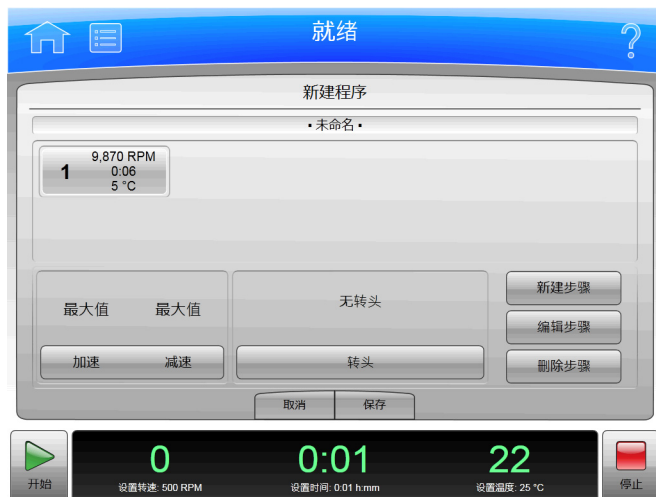 就绪
?
新建程序
▪ 未命名 ▪
1
9,870 RPM
0:06
5 °C
最大值 最大值
无转头
新建步骤
编辑步骤
加速 减速
转头
删除步骤
取消 保存
0 0:01 22
开始
设置转速: 500 RPM 设置时间: 0:01 h:mm 设置温度: 25 °C
停止